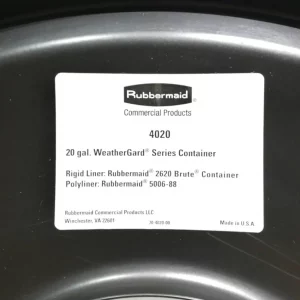 Rubbermaid
Commercial Products
4020
20 gal. WeatherGard® Series Container
Rigid Liner: Rubbermaid® 2620 Brute® Container
Polyliner: Rubbermaid® 5006-88
Rubbermaid Commercial Products LLC
Winchester, VA 22601
Made in U.S.A.